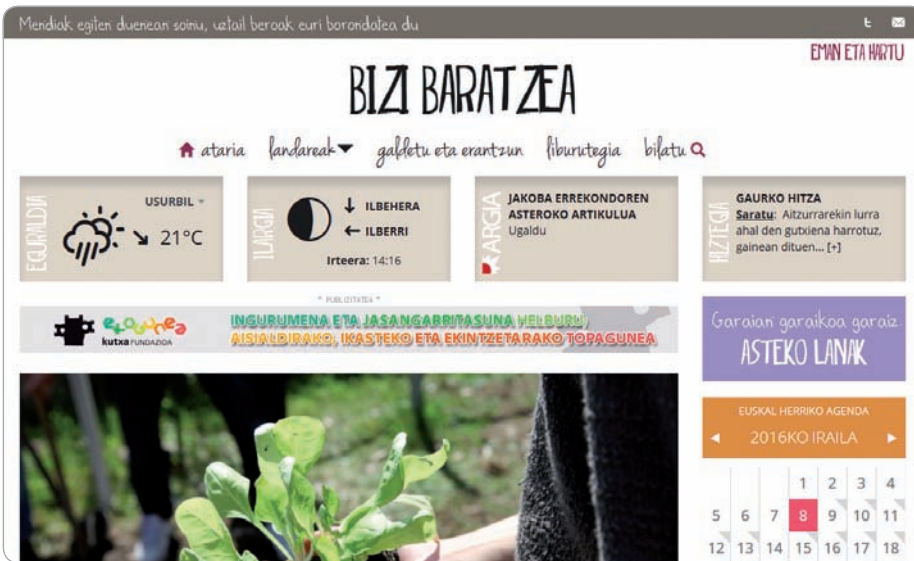 Mendiak egiten duenean soinu, uztail beroak euri borondatea du
EMAN ETA HARTU
BIZI BARATZEA
ataria landareak galdetu eta erantzun liburutegia bilatu
EGURALDIA
USURBIL
21°C
ILARGIA
ILBEHERA
ILBERRI
Irteera: 14:16
ARGIA
JAKOBA ERREKONDOREN
ASTEROKO ARTIKULUA
Ugaldu
HIZTEGIA
GAURKO HITZA
Saratu: Aitzurrarekin lurra
ahal den gutxiena harrotuz,
gainean dituen... [+]
* PUBLIZITATEA *
ekogunea
kutxa FUNDAZIOA
INGURUMENA ETA JASANGARRITASUNA HELBURU;
AISIALDIRAKO, IKASTEKO ETA EKINTZETARAKO TOPAGUNEA
Garaian garaikoa garaiz
ASTEKO LANAK
EUSKAL HERRIKO AGENDA
2016KO IRAILA
1 2 3 4
5 6 7 8 9 10 11
12 13 14 15 16 17 18